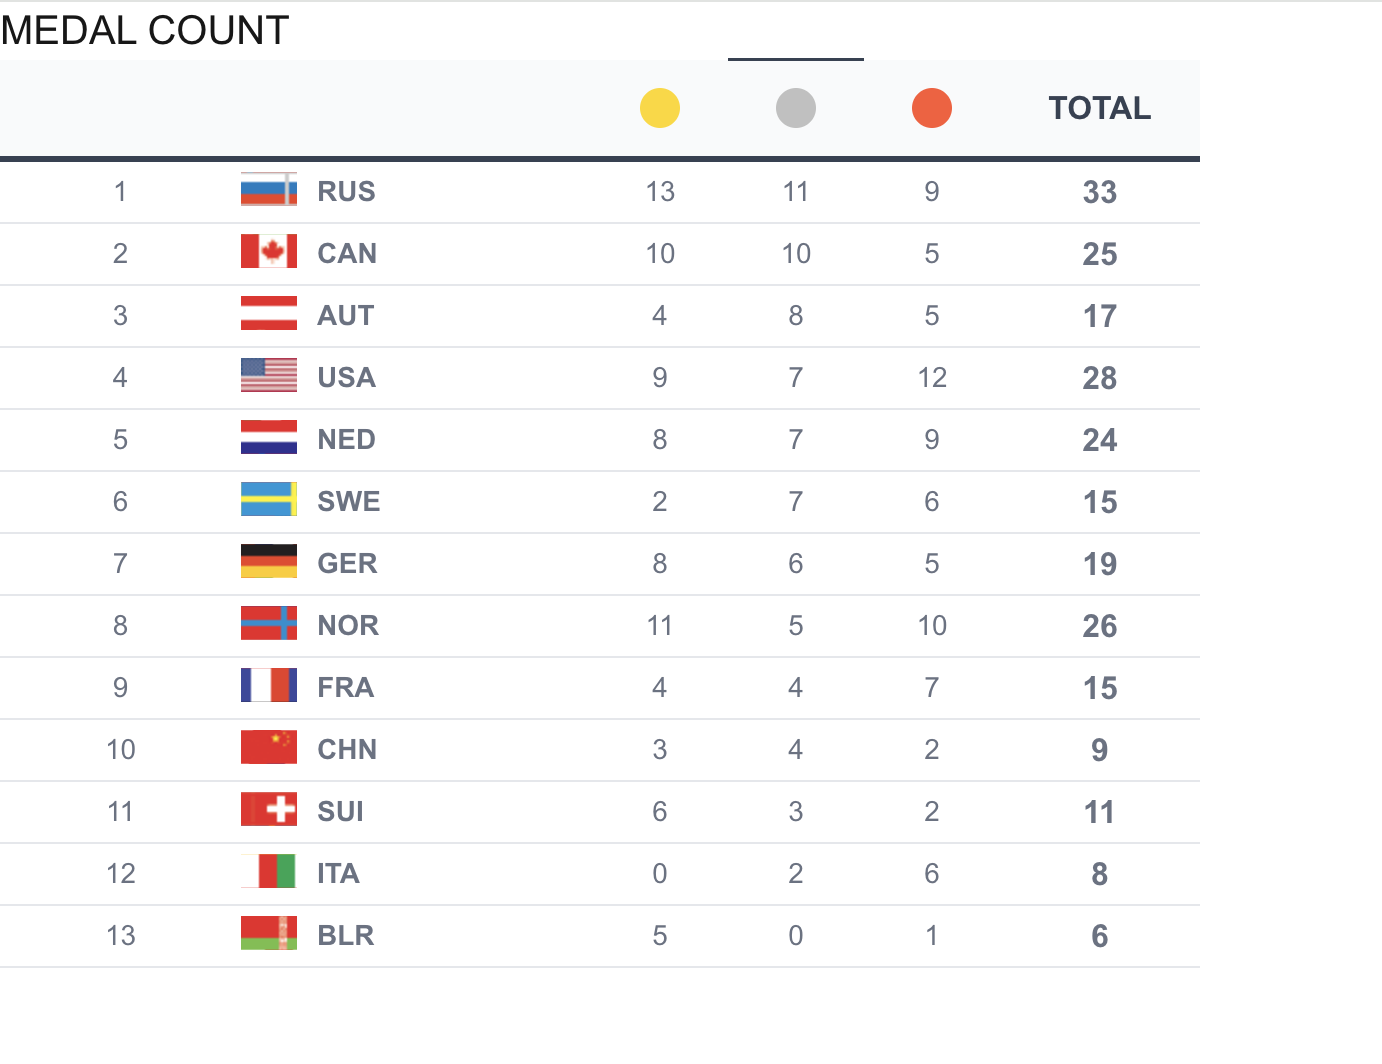 MEDAL COUNT
TOTAL
1 RUS 13 11 9 33
2 CAN 10 10 5 25
3 AUT 4 8 5 17
4 USA 9 7 12 28
5 NED 8 7 9 24
6 SWE 2 7 6 15
7 GER 8 6 5 19
8 NOR 11 5 10 26
9 FRA 4 4 7 15
10 CHN 3 4 2 9
11 SUI 6 3 2 11
12 ITA 0 2 6 8
13 BLR 5 0 1 6